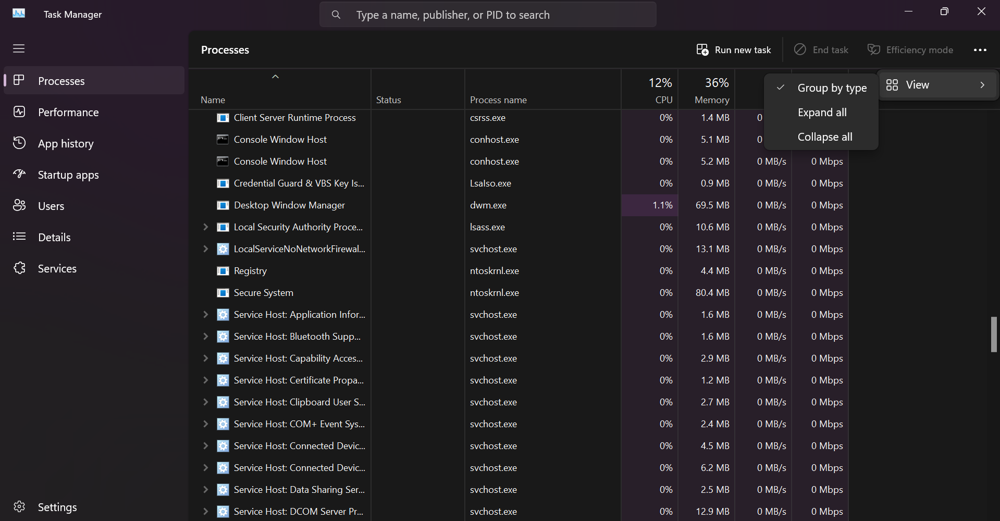 Task Manager
Type a name, publisher, or PID to search
Processes
Run new task
End task
Efficiency mode
Processes
Performance
App history
Startup apps
Users
Details
Services
Settings
View
Group by type
Expand all
Collapse all
12% 36%
Name Status Process name CPU Memory
Client Server Runtime Process csrss.exe 0% 1.4 MB 0
Console Window Host conhost.exe 0% 5.1 MB 0
Console Window Host conhost.exe 0% 5.2 MB 0 MB/s 0 Mbps
Credential Guard & VBS Key Is... LsaIso.exe 0% 0.9 MB 0 MB/s 0 Mbps
Desktop Window Manager dwm.exe 1.1% 69.5 MB 0 MB/s 0 Mbps
Local Security Authority Proce... lsass.exe 0% 10.6 MB 0 MB/s 0 Mbps
LocalServiceNoNetworkFirewal... svchost.exe 0% 13.1 MB 0 MB/s 0 Mbps
Registry ntoskrnl.exe 0% 4.4 MB 0 MB/s 0 Mbps
Secure System ntoskrnl.exe 0% 80.4 MB 0 MB/s 0 Mbps
Service Host: Application Infor... svchost.exe 0% 1.6 MB 0 MB/s 0 Mbps
Service Host: Bluetooth Supp... svchost.exe 0% 1.6 MB 0 MB/s 0 Mbps
Service Host: Capability Acces... svchost.exe 0% 2.9 MB 0 MB/s 0 Mbps
Service Host: Certificate Propa... svchost.exe 0% 1.2 MB 0 MB/s 0 Mbps
Service Host: Clipboard User S... svchost.exe 0% 2.7 MB 0 MB/s 0 Mbps
Service Host: COM+ Event Sys... svchost.exe 0% 2.4 MB 0 MB/s 0 Mbps
Service Host: Connected Devic... svchost.exe 0% 4.5 MB 0 MB/s 0 Mbps
Service Host: Connected Devic... svchost.exe 0% 6.2 MB 0 MB/s 0 Mbps
Service Host: Data Sharing Ser... svchost.exe 0% 2.5 MB 0 MB/s 0 Mbps
Service Host: DCOM Server Pr... svchost.exe 0% 12.9 MB 0 MB/s 0 Mbps